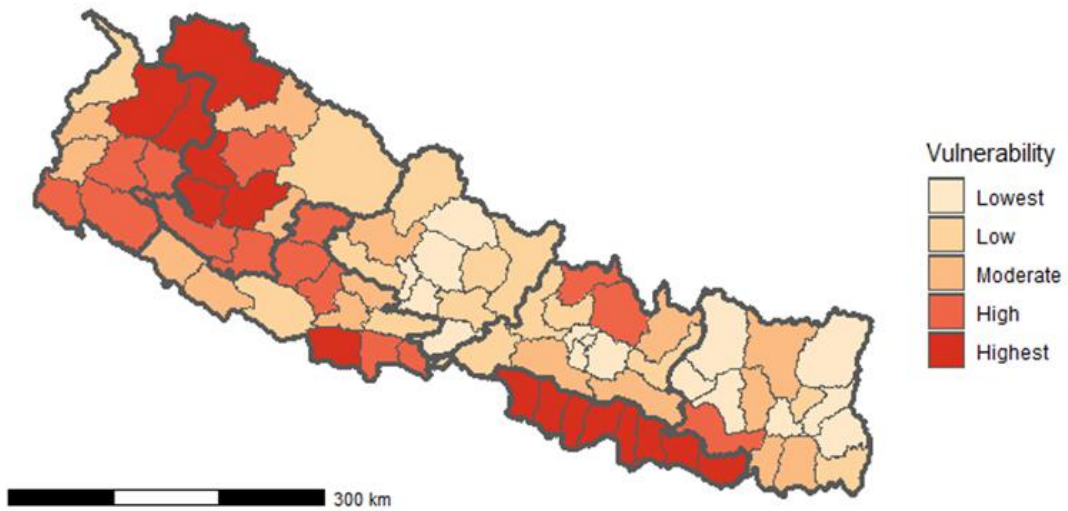 Vulnerability
Lowest
Low
Moderate
High
Highest
300 km